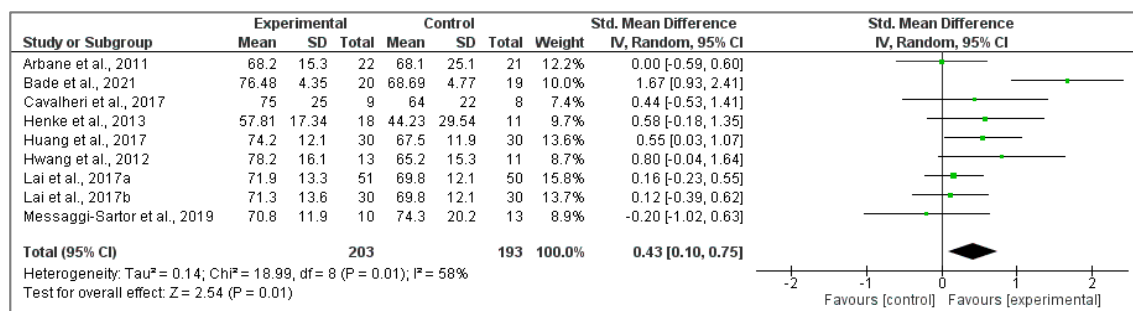 Experimental Control Std. Mean Difference Std. Mean Difference
Study or Subgroup Mean SD Total Mean SD Total Weight IV, Random, 95% CI IV, Random, 95% CI
Arbane et al., 2011 68.2 15.3 22 68.1 25.1 21 12.2% 0.00 [-0.59, 0.60]
Bade et al., 2021 76.48 4.35 20 68.69 4.77 19 10.0% 1.67 [0.93, 2.41]
Cavalheri et al., 2017 75 25 9 64 22 8 7.4% 0.44 [-0.53, 1.41]
Henke et al., 2013 57.81 17.34 18 44.23 29.54 11 9.6% 0.58 [-0.18, 1.35]
Huang et al., 2017 74.2 12.1 30 67.5 11.9 30 13.6% 0.55 [0.03, 1.07]
Hwang et al., 2012 78.2 16.1 13 65.2 15.3 11 8.7% 0.80 [-0.04, 1.64]
Lai et al., 2017a 71.9 13.3 51 69.8 12.1 50 15.8% 0.16 [-0.23, 0.55]
Lai et al., 2017b 71.3 13.6 30 69.8 12.1 30 13.7% 0.12 [-0.39, 0.62]
Messaggi-Sartor et al., 2019 70.8 11.9 10 74.3 20.2 13 8.9% -0.20 [-1.02, 0.63]
Total (95% CI) 203 193 100.0% 0.43 [0.10, 0.75]
Heterogeneity: Tau² = 0.14; Chi² = 18.99, df = 8 (P = 0.01); I² = 58%
Test for overall effect: Z = 2.54 (P = 0.01)
-2 -1 0 1 2
Favours [control] Favours [experimental]